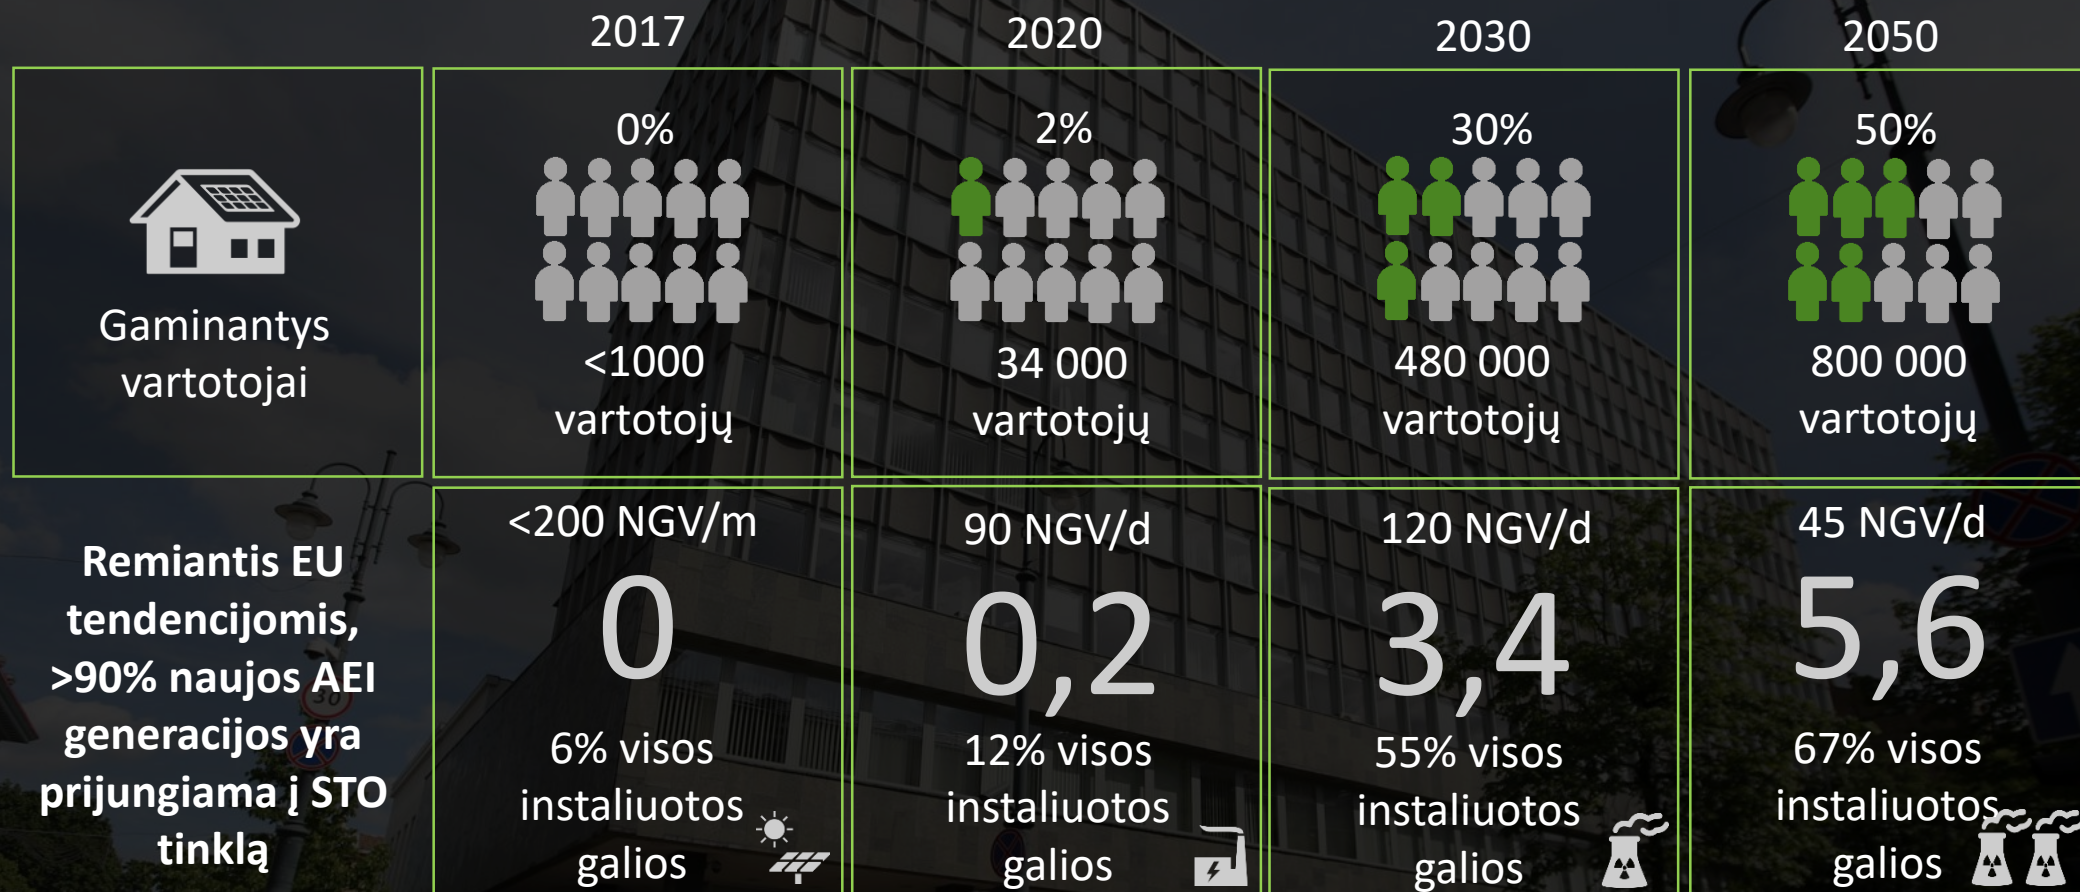 2017
2020
2030
2050
Gaminantys
vartotojai
0%
<1000
vartotojų
2%
34 000
vartotojų
30%
480 000
vartotojų
50%
800 000
vartotojų
Remiantis EU
tendencijomis,
>90% naujos AEI
generacijos yra
prijungiama į STO
tinklą
<200 NGV/m
0
6% visos
instaliuotos
galios
90 NGV/d
0,2
12% visos
instaliuotos
galios
120 NGV/d
3,4
55% visos
instaliuotos
galios
45 NGV/d
5,6
67% visos
instaliuotos
galios
30